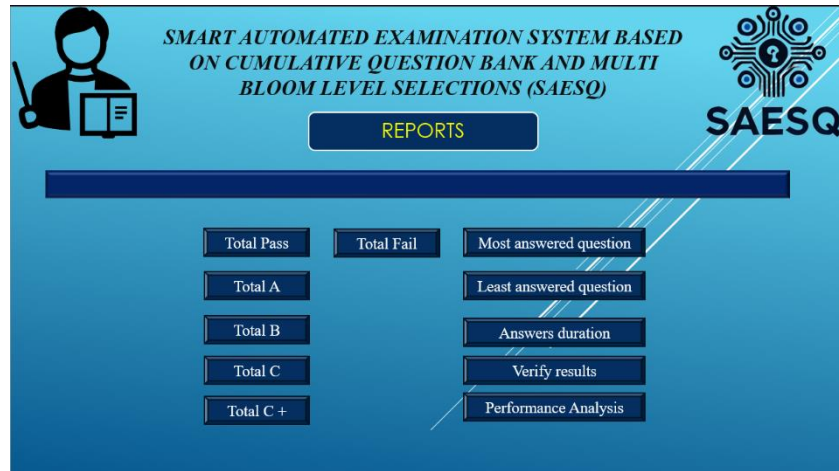 SMART AUTOMATED EXAMINATION SYSTEM BASED
ON CUMULATIVE QUESTION BANK AND MULTI
BLOOM LEVEL SELECTIONS (SAESQ)
SAESQ
REPORTS
Total Pass
Total Fail
Most answered question
Total A
Least answered question
Total B
Answers duration
Total C
Verify results
Total C +
Performance Analysis